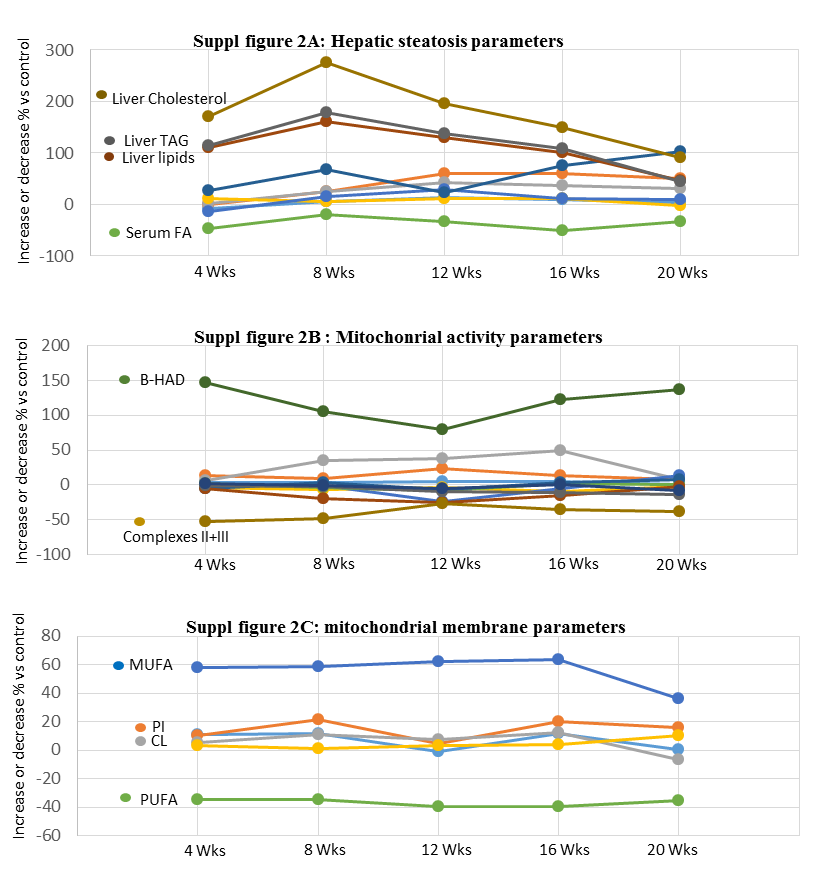 Suppl figure 2A: Hepatic steatosis parameters
Increase or decrease % vs control
300
200
100
0
-100
Liver Cholesterol
Liver TAG
Liver lipids
Serum FA
4 Wks
8 Wks
12 Wks
16 Wks
20 Wks
Suppl figure 2B : Mitochonrial activity parameters
Increase or decrease % vs control
200
150
100
50
0
-50
-100
B-HAD
Complexes II+III
4 Wks
8 Wks
12 Wks
16 Wks
20 Wks
Suppl figure 2C: mitochondrial membrane parameters
Increase or decrease % vs control
80
60
40
20
0
-20
-40
-60
MUFA
PI
CL
PUFA
4 Wks
8 Wks
12 Wks
16 Wks
20 Wks